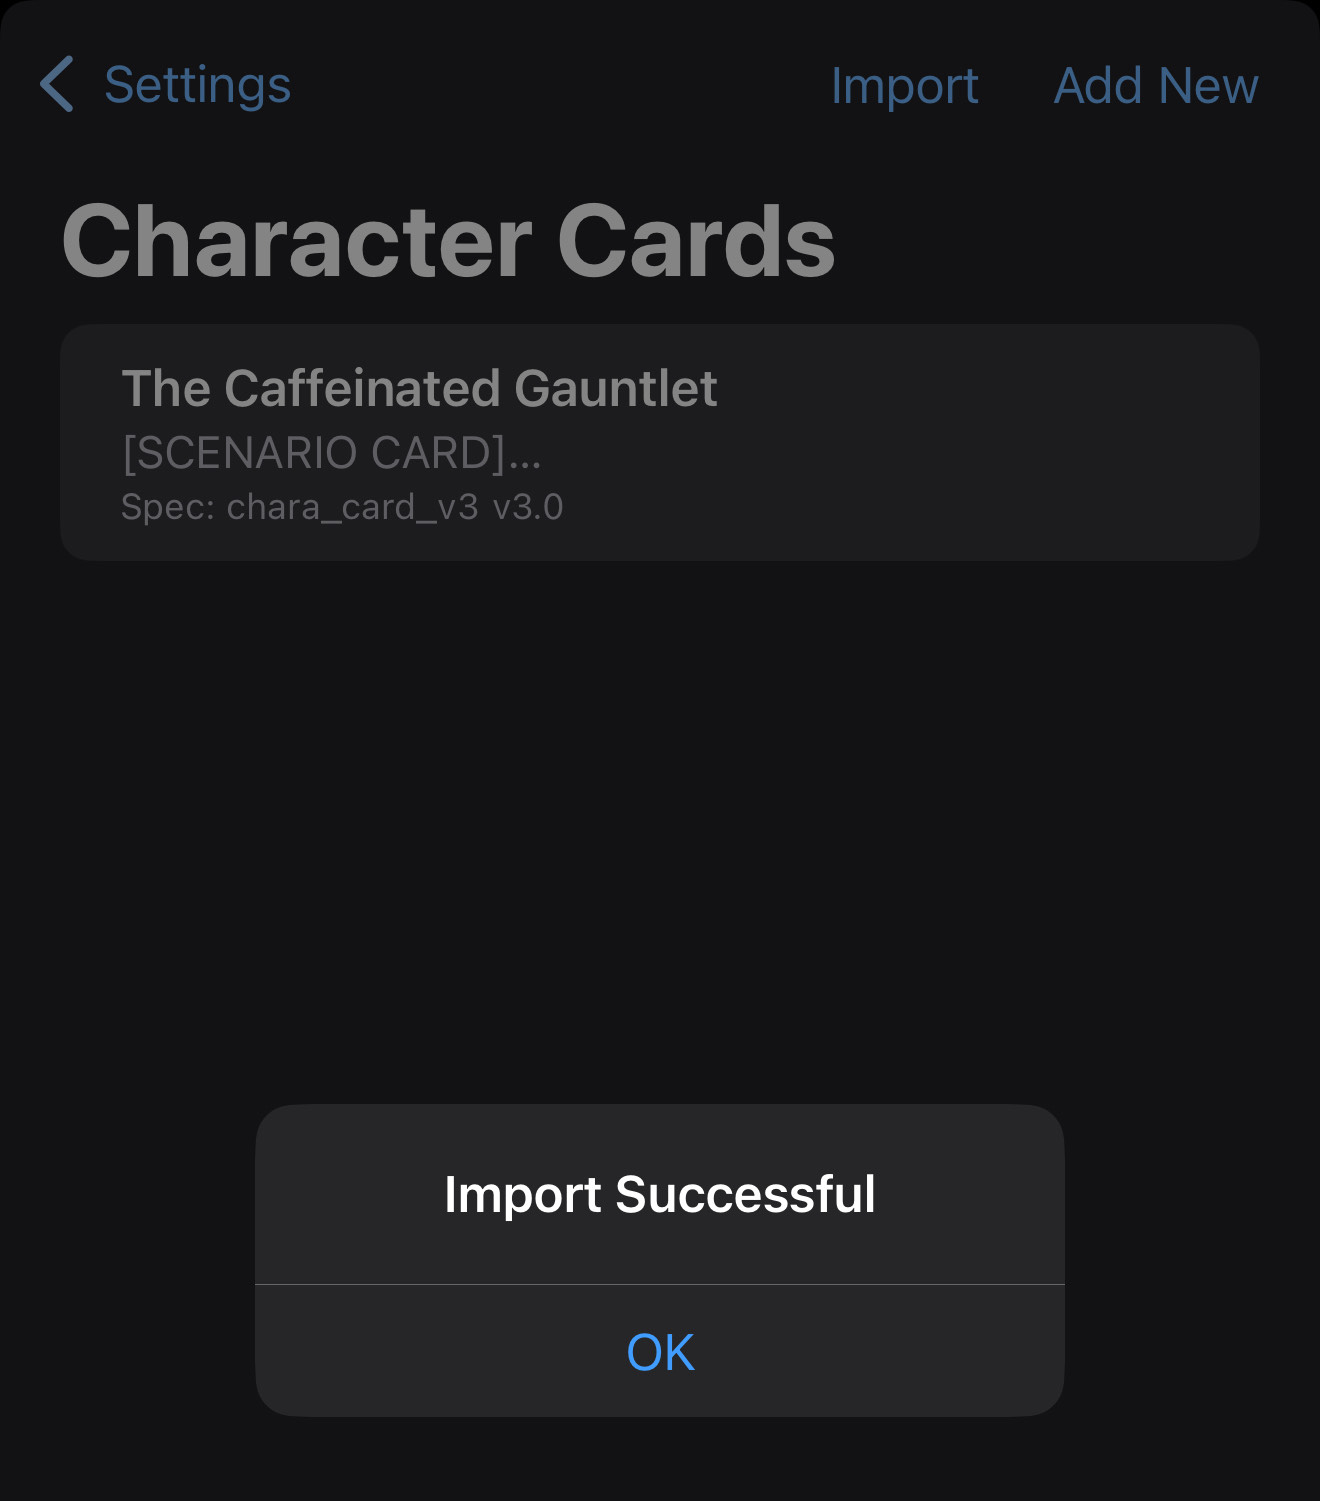 Settings
Import
Add New
Character Cards
The Caffeinated Gauntlet
[SCENARIO CARD]...
Spec: chara_card_v3 v3.0
Import Successful
OK